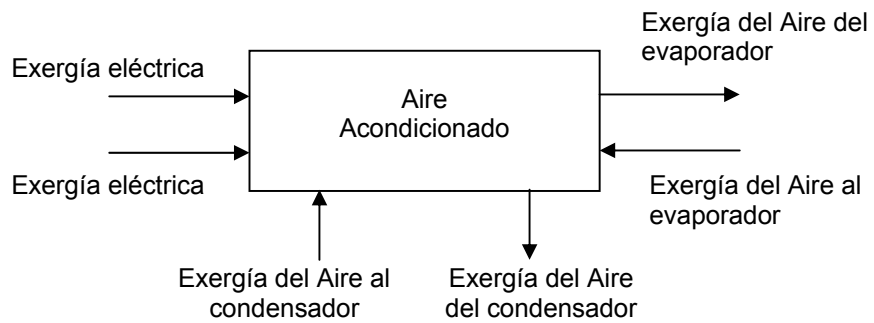 Exergía del Aire del
evaporador
Exergía eléctrica
Aire
Acondicionado
Exergía eléctrica
Exergía del Aire al
evaporador
Exergía del Aire al
condensador
Exergía del Aire
del condensador